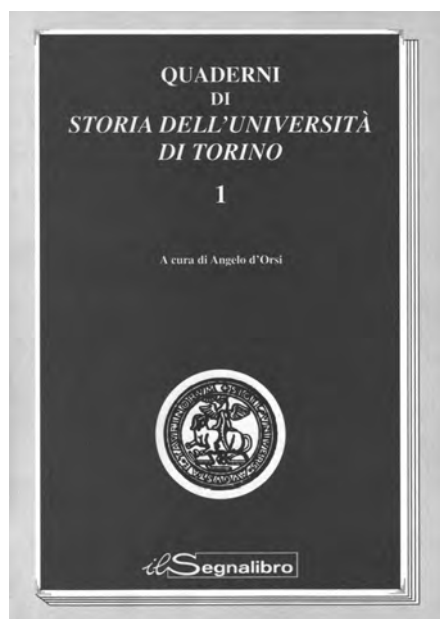 QUADERNI
DI
STORIA DELL'UNIVERSITÀ
DI TORINO
1
A cura di Angelo d'Orsi
il Segnalibro